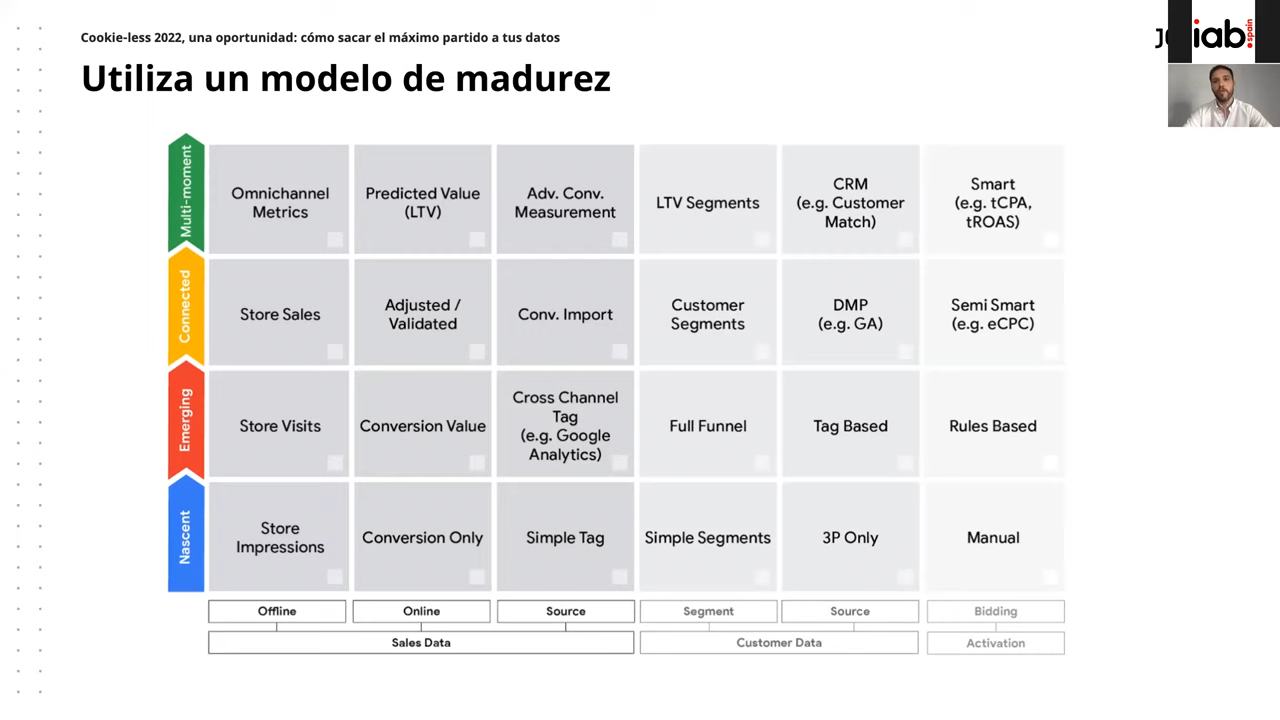 Cookie-less 2022, una oportunidad: cómo sacar el máximo partido a tus datos
Utiliza un modelo de madurez
iab
spain
Multi-moment
Omnichannel
Metrics
Predicted Value
(LTV)
Adv. Conv.
Measurement
LTV Segments
CRM
(e.g. Customer
Match)
Smart
(e.g. tCPA,
tROAS)
Connected
Store Sales
Adjusted /
Validated
Conv. Import
Customer
Segments
DMP
(e.g. GA)
Semi Smart
(e.g. eCPC)
Emerging
Store Visits
Conversion Value
Cross Channel
Tag
(e.g. Google
Analytics)
Full Funnel
Tag Based
Rules Based
Nascent
Store
Impressions
Conversion Only
Simple Tag
Simple Segments
3P Only
Manual
Offline
Online
Source
Segment
Source
Bidding
Sales Data
Customer Data
Activation